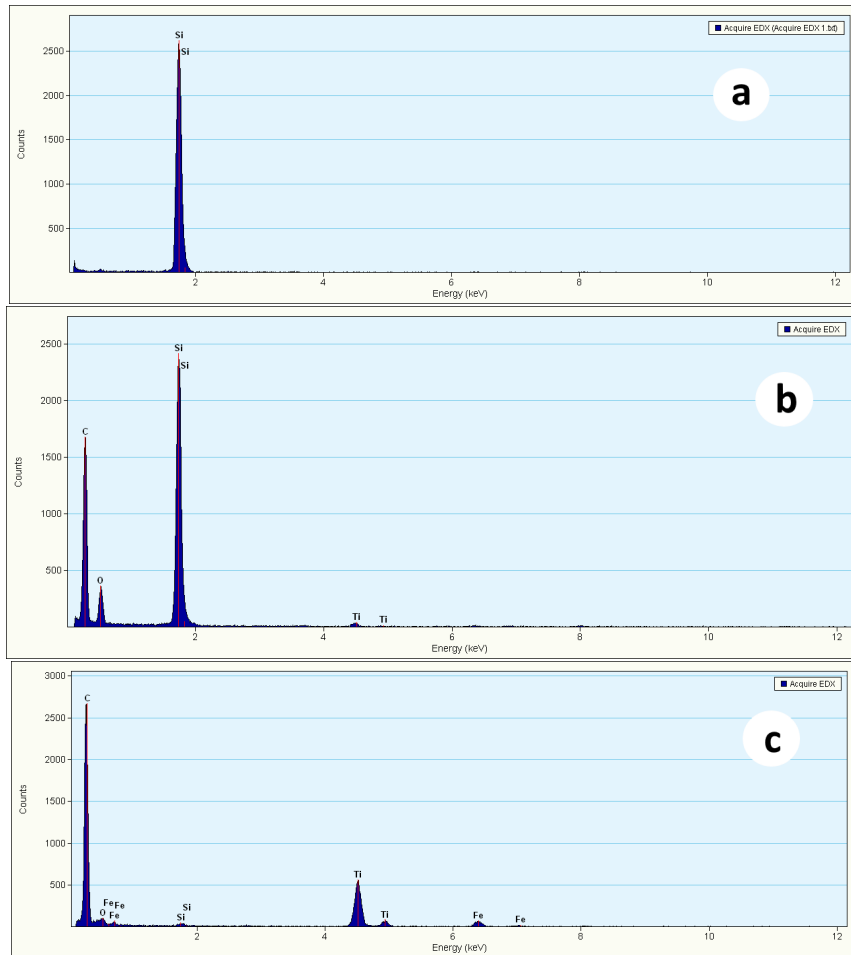 Acquire EDX (Acquire EDX 1.txt)
a
Si
Si
2500
2000
1500
1000
500
Counts
2 4 6 8 10 12
Energy (keV)
Acquire EDX
b
Si
Si
C
O
Ti Ti
2500
2000
1500
1000
500
Counts
2 4 6 8 10 12
Energy (keV)
Acquire EDX
c
C
Fe Fe
O Fe
Si
Si
Ti
Ti
Fe
Fe
3000
2500
2000
1500
1000
500
Counts
2 4 6 8 10 12
Energy (keV)